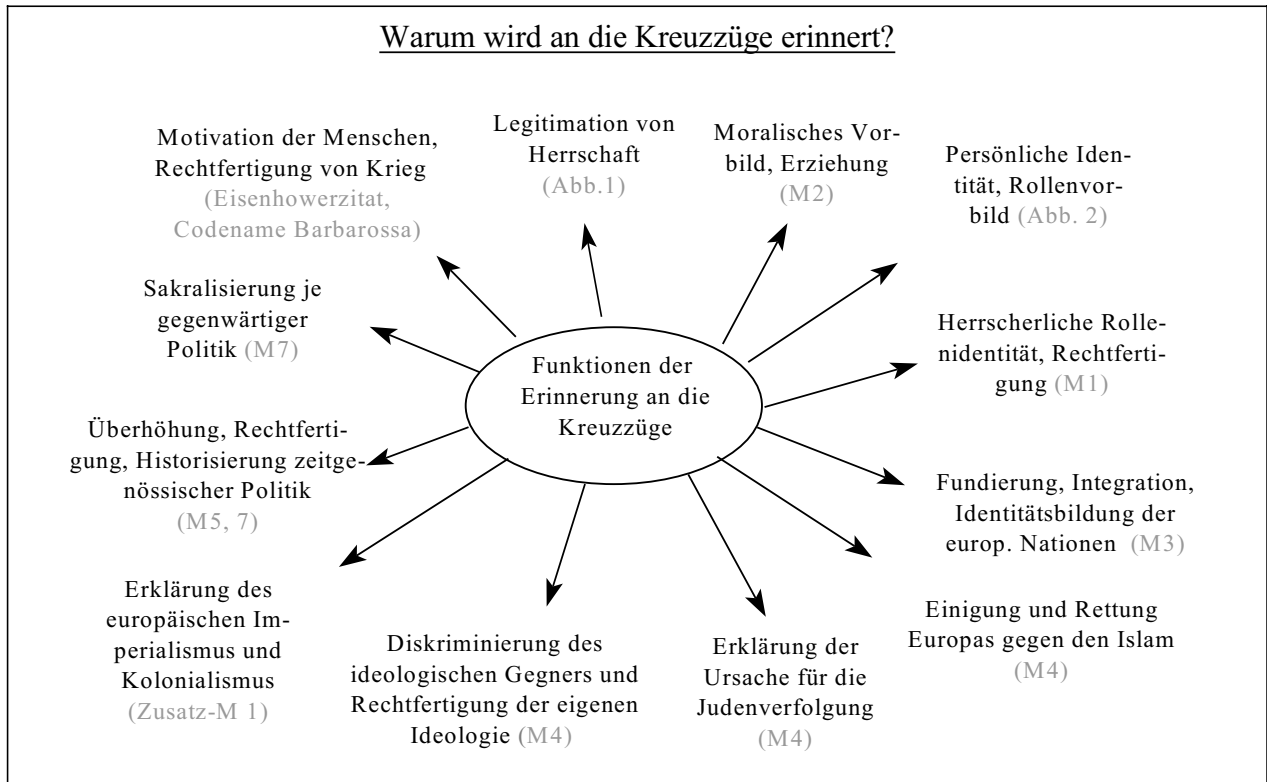 Warum wird an die Kreuzzüge erinnert?
Motivation der Menschen,
Rechtfertigung von Krieg
(Eisenhowerzitat,
Codename Barbarossa)
Legitimation von
Herrschaft
(Abb.1)
Moralisches Vor-
bild, Erziehung
(M2)
Persönliche Iden-
tität, Rollenvor-
bild (Abb. 2)
Sakralisierung je
gegenwärtiger
Politik (M7)
Funktionen der
Erinnerung an die
Kreuzzüge
Herrscherliche Rolle-
nidentität, Rechtferti-
gung (M1)
Überhöhung, Rechtferti-
gung, Historisierung zeitge-
nössischer Politik
(M5, 7)
Fundierung, Integration,
Identitätsbildung der
europ. Nationen (M3)
Erklärung des
europäischen Im-
perialismus und
Kolonialismus
(Zusatz-M 1)
Diskriminierung des
ideologischen Gegners und
Rechtfertigung der eigenen
Ideologie (M4)
Erklärung der
Ursache für die
Judenverfolgung
(M4)
Einigung und Rettung
Europas gegen den Islam
(M4)